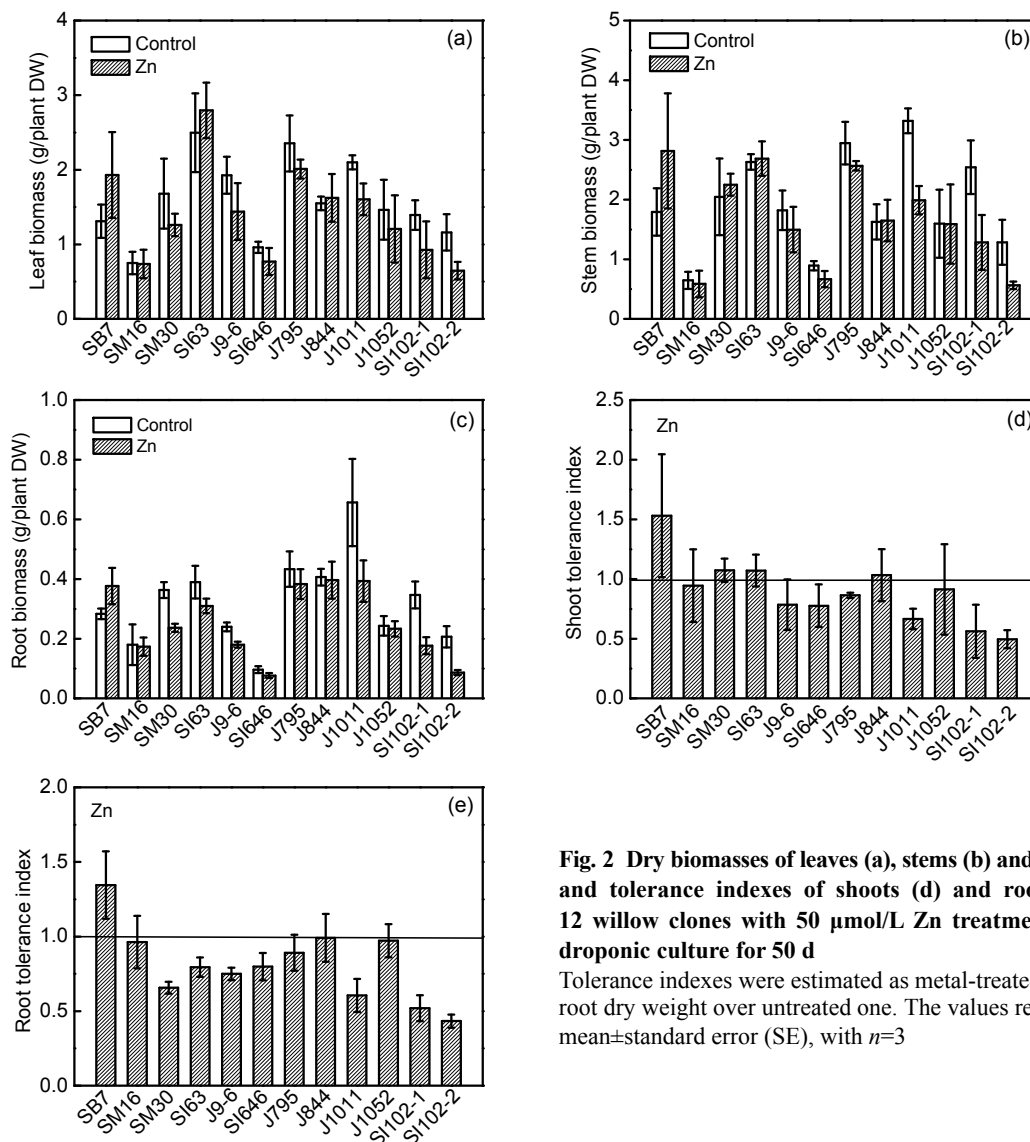 (a)
Control
Zn
Leaf biomass (g/plant DW)
4
3
2
1
0
SB7 SM16 SM30 SI63 J9-6 SI646 J795 J844 J1011 J1052 SI102-1 SI102-2
(b)
Control
Zn
Stem biomass (g/plant DW)
5
4
3
2
1
0
SB7 SM16 SM30 SI63 J9-6 SI646 J795 J844 J1011 J1052 SI102-1 SI102-2
(c)
Control
Zn
Root biomass (g/plant DW)
1.0
0.8
0.6
0.4
0.2
0.0
SB7 SM16 SM30 SI63 J9-6 SI646 J795 J844 J1011 J1052 SI102-1 SI102-2
(d)
Zn
Shoot tolerance index
2.5
2.0
1.5
1.0
0.5
0.0
SB7 SM16 SM30 SI63 J9-6 SI646 J795 J844 J1011 J1052 SI102-1 SI102-2
(e)
Zn
Root tolerance index
2.0
1.5
1.0
0.5
0.0
SB7 SM16 SM30 SI63 J9-6 SI646 J795 J844 J1011 J1052 SI102-1 SI102-2
Fig. 2 Dry biomasses of leaves (a), stems (b) and
and tolerance indexes of shoots (d) and roo
12 willow clones with 50 μmol/L Zn treatme
droponic culture for 50 d
Tolerance indexes were estimated as metal-treate
root dry weight over untreated one. The values re
mean±standard error (SE), with n=3